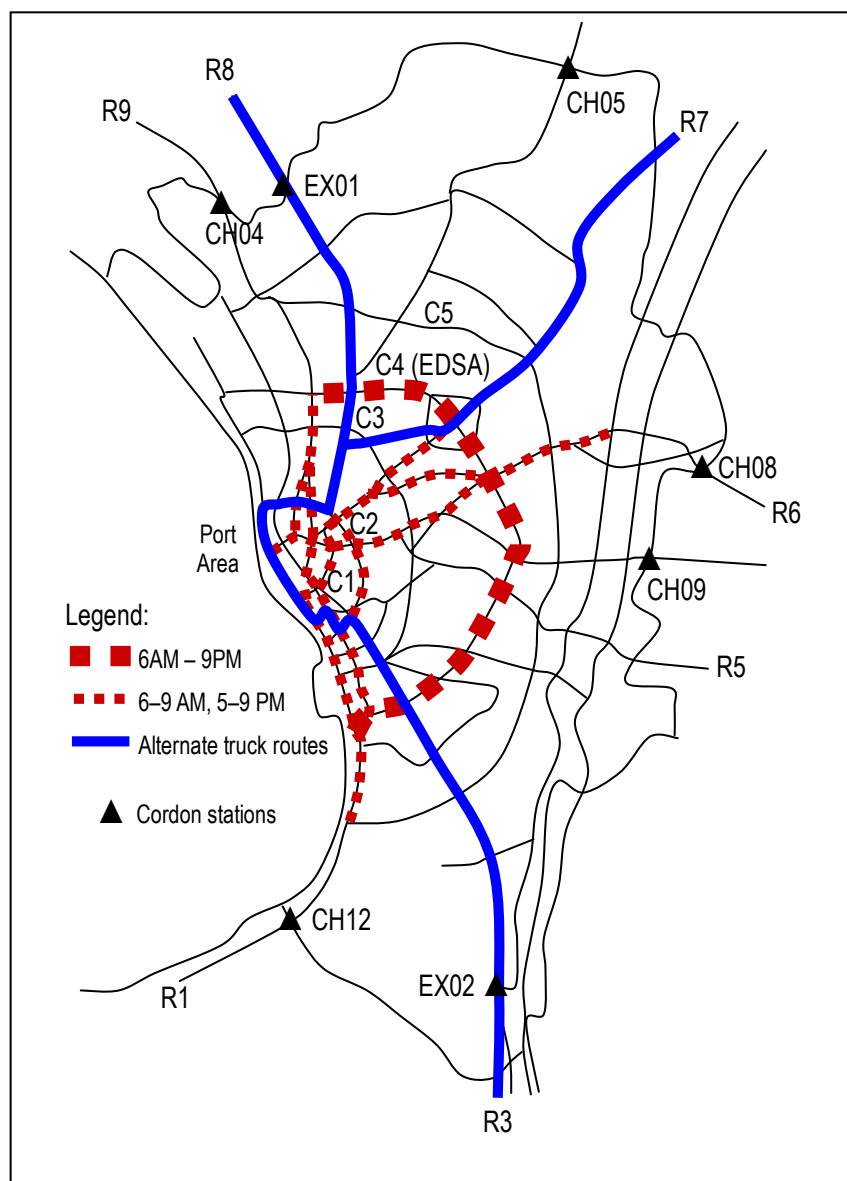 R8
CH05
R9
R7
EX01
CH04
C5
C4 (EDSA)
C3
CH08
R6
C2
Port
Area
CH09
C1
Legend:
6AM – 9PM
R5
6–9 AM, 5–9 PM
Alternate truck routes
Cordon stations
CH12
EX02
R1
R3